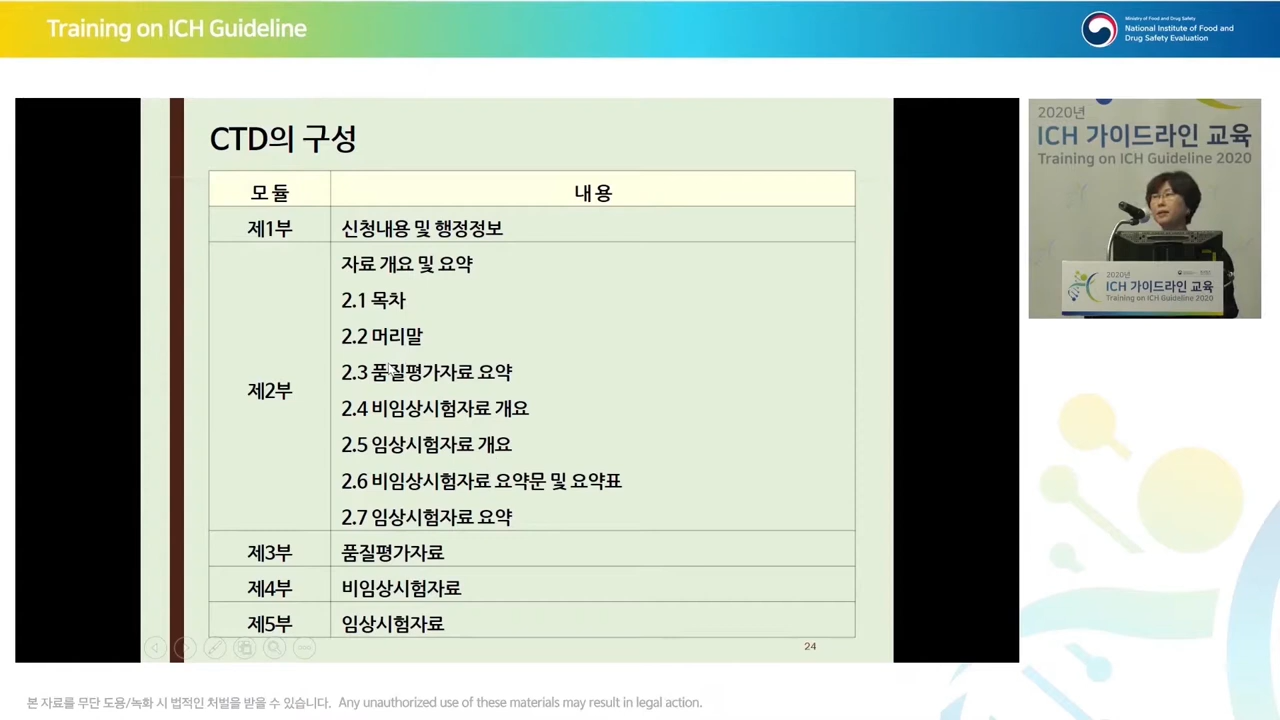 Training on ICH Guideline
Ministry of Food and Drug Safety
National Institute of Food and
Drug Safety Evaluation
CTD의 구성
모 듈
내 용
제1부
신청내용 및 행정정보
제2부
자료 개요 및 요약
2.1 목차
2.2 머리말
2.3 품질평가자료 요약
2.4 비임상시험자료 개요
2.5 임상시험자료 개요
2.6 비임상시험자료 요약문 및 요약표
2.7 임상시험자료 요약
제3부
품질평가자료
제4부
비임상시험자료
제5부
임상시험자료
24
2020년
ICH 가이드라인 교육
Training on ICH Guideline 2020
2020년
ICH 가이드라인 교육
Training on ICH Guideline 2020
본 자료를 무단 도용/녹화 시 법적인 처벌을 받을 수 있습니다. Any unauthorized use of these materials may result in legal action.